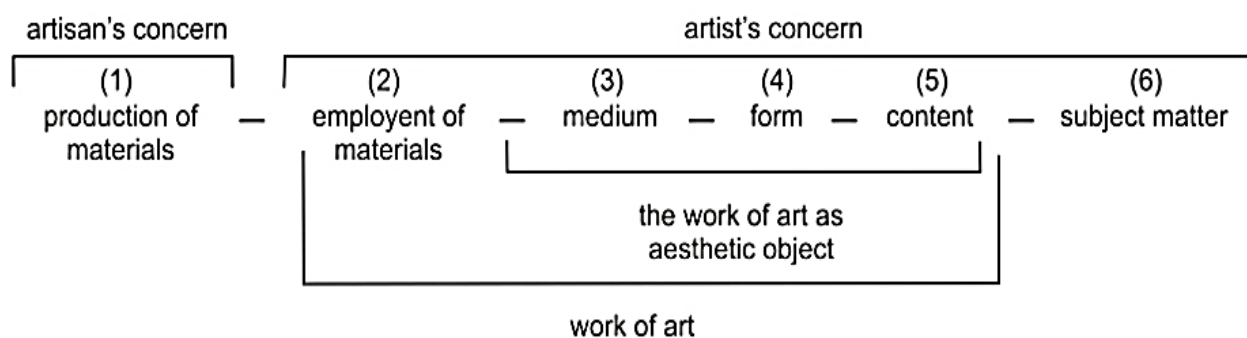 artisan's concern artist's concern
(1) (2) (3) (4) (5) (6)
production of — employent of — medium — form — content — subject matter
materials materials
the work of art as
aesthetic object
work of art